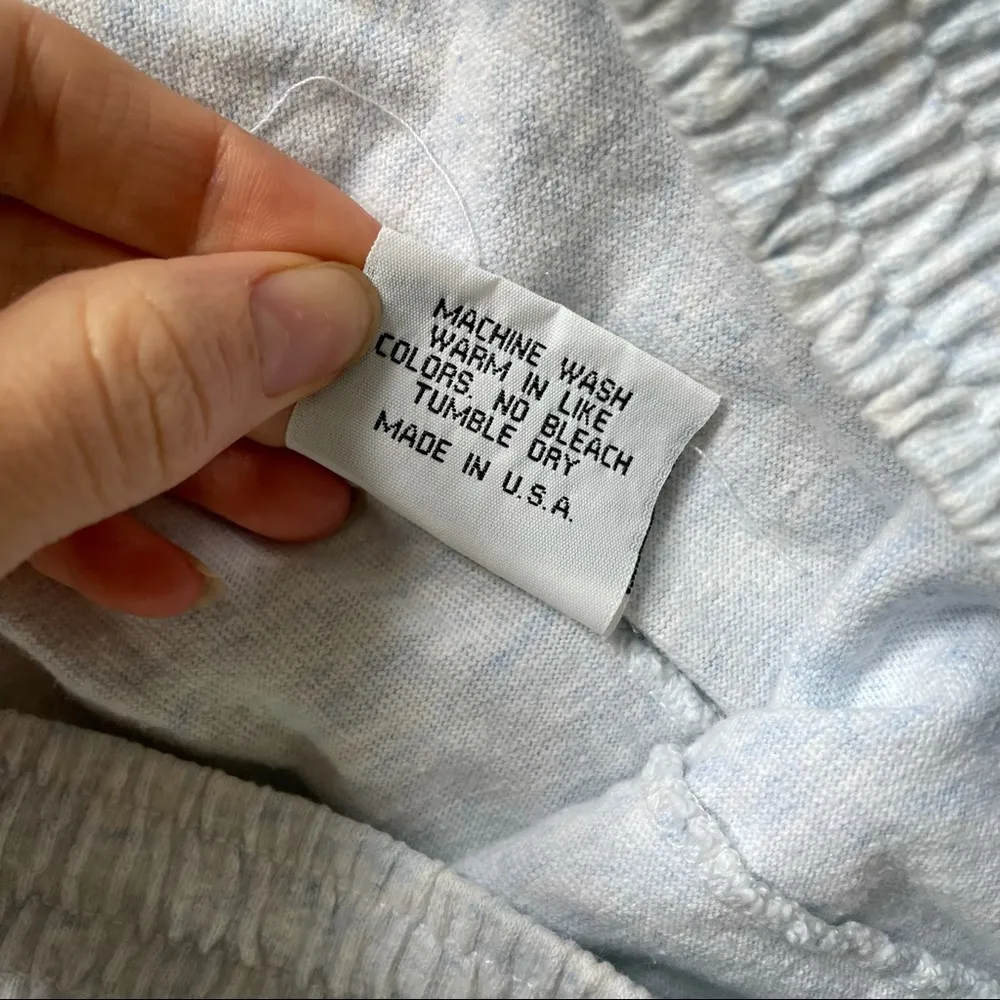 MACHINE WASH
WARM IN LIKE
COLORS. NO BLEACH
TUMBLE DRY
MADE IN U.S.A.